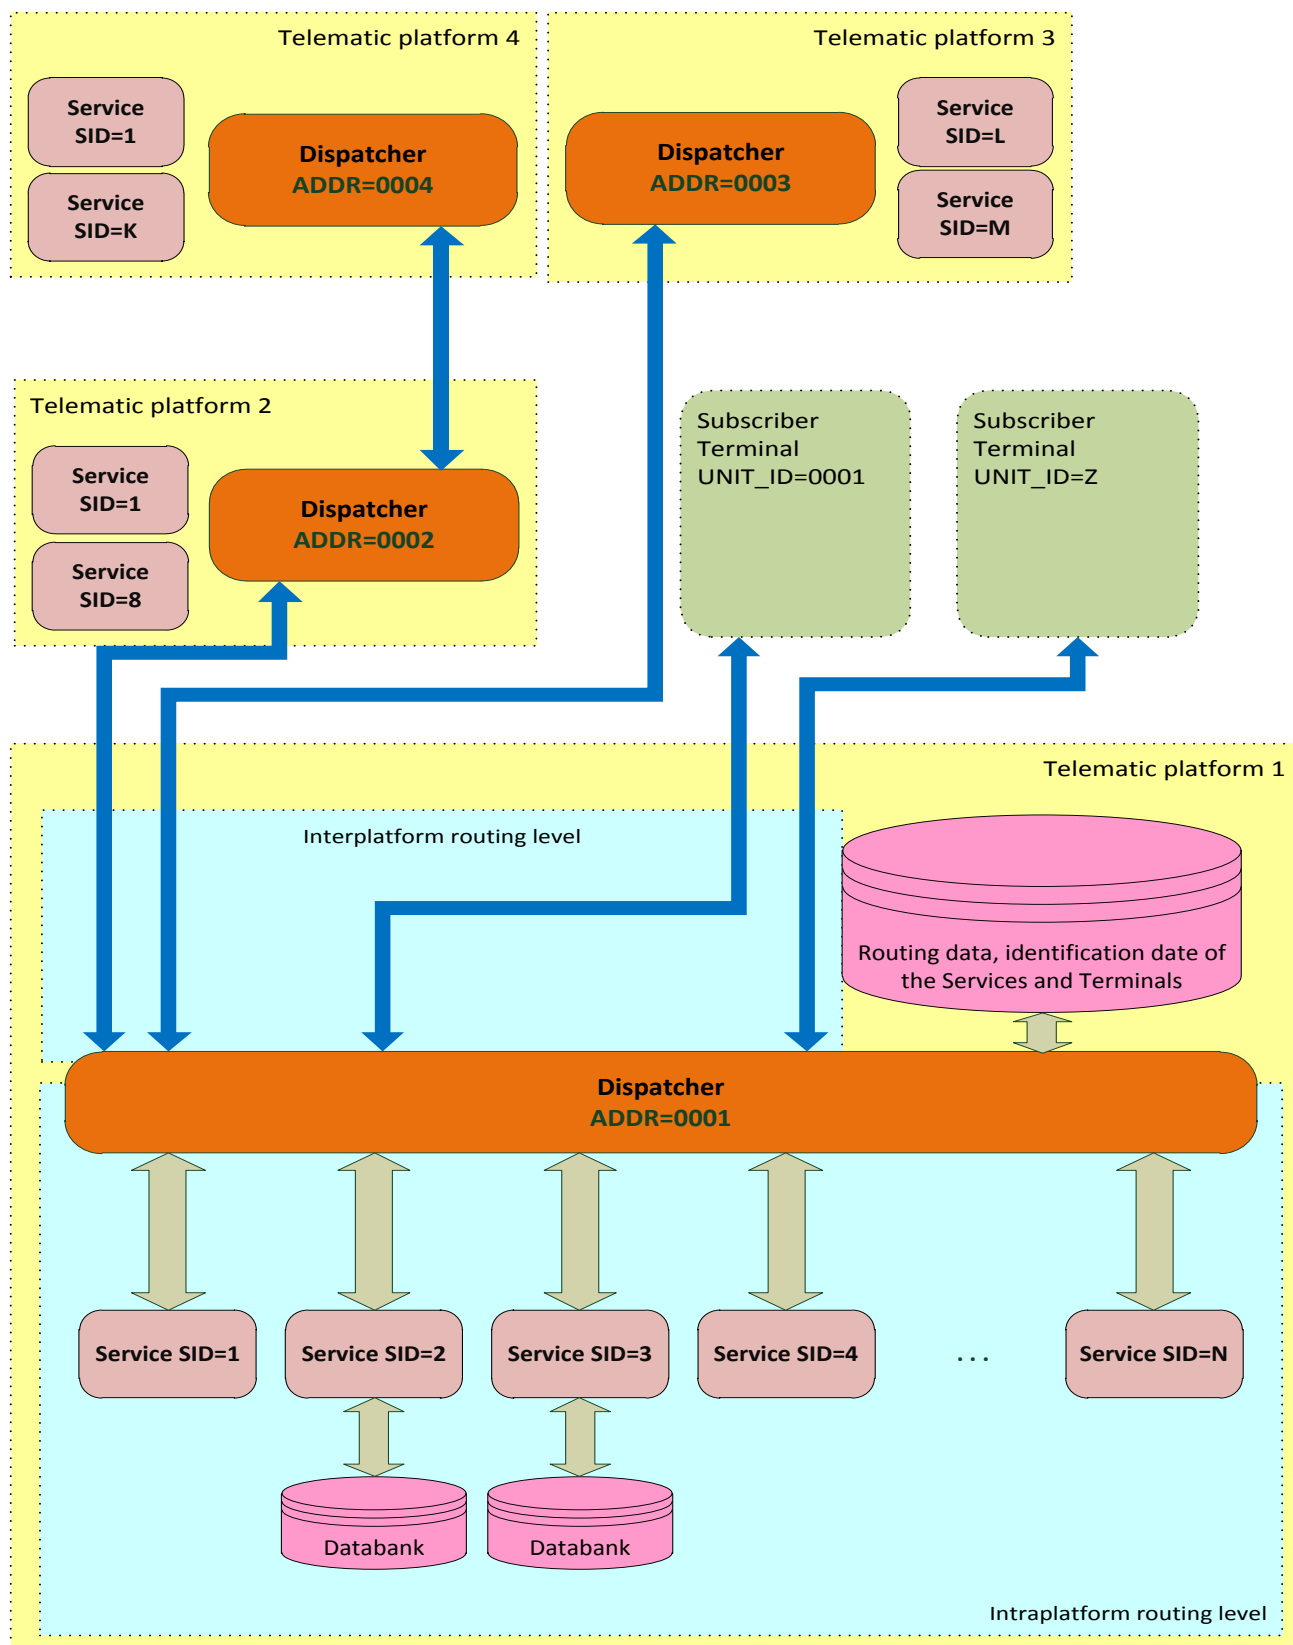 Telematic platform 4
Service
SID=1
Service
SID=K
Dispatcher
ADDR=0004
Telematic platform 3
Dispatcher
ADDR=0003
Service
SID=L
Service
SID=M
Telematic platform 2
Service
SID=1
Service
SID=8
Dispatcher
ADDR=0002
Subscriber
Terminal
UNIT_ID=0001
Subscriber
Terminal
UNIT_ID=Z
Telematic platform 1
Interplatform routing level
Routing data, identification date of
the Services and Terminals
Dispatcher
ADDR=0001
Service SID=1
Service SID=2
Service SID=3
Service SID=4
...
Service SID=N
Databank
Databank
Intraplatform routing level